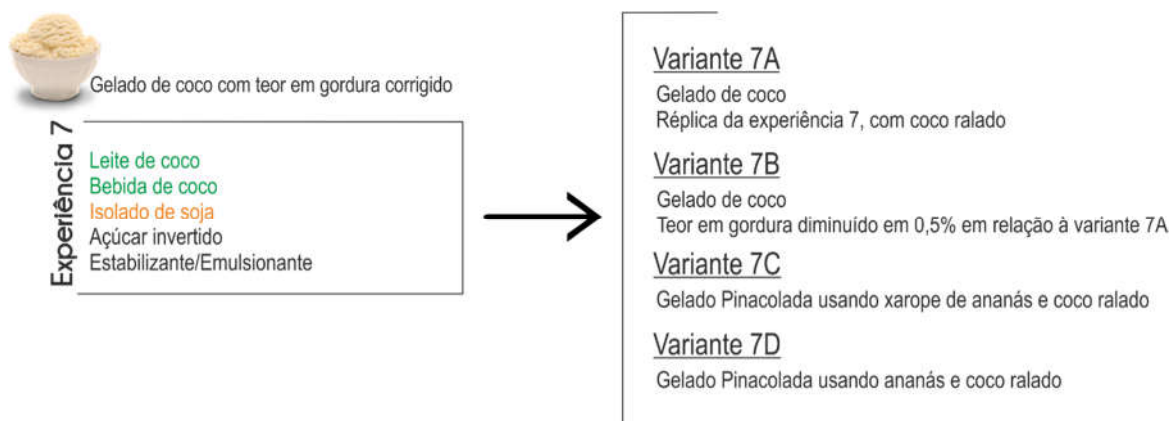 Gelado de coco com teor em gordura corrigido
Experiência 7
Leite de coco
Bebida de coco
Isolado de soja
Açúcar invertido
Estabilizante/Emulsionante
Variante 7A
Gelado de coco
Réplica da experiência 7, com coco ralado
Variante 7B
Gelado de coco
Teor em gordura diminuído em 0,5% em relação à variante 7A
Variante 7C
Gelado Pinacolada usando xarope de ananás e coco ralado
Variante 7D
Gelado Pinacolada usando ananás e coco ralado